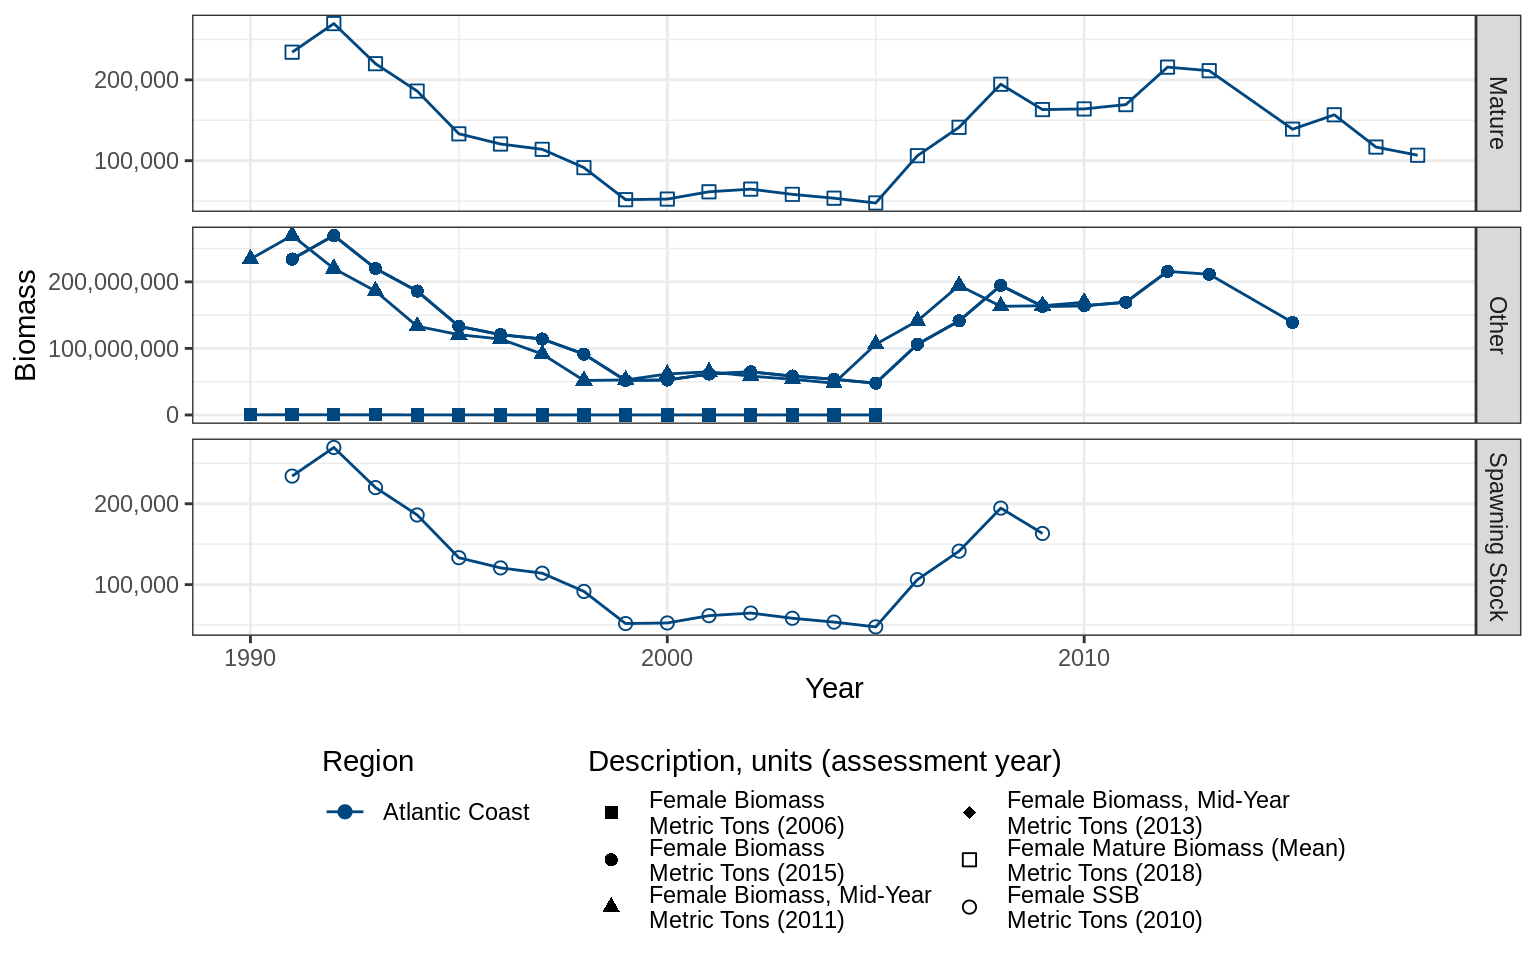 200,000
100,000
Mature
Biomass
200,000,000
100,000,000
0
Other
200,000
100,000
Spawning Stock
1990
2000
2010
Year
Region
Atlantic Coast
Description, units (assessment year)
Female Biomass
Metric Tons (2006)
Female Biomass
Metric Tons (2015)
Female Biomass, Mid-Year
Metric Tons (2011)
Female Biomass, Mid-Year
Metric Tons (2013)
Female Mature Biomass (Mean)
Metric Tons (2018)
Female SSB
Metric Tons (2010)